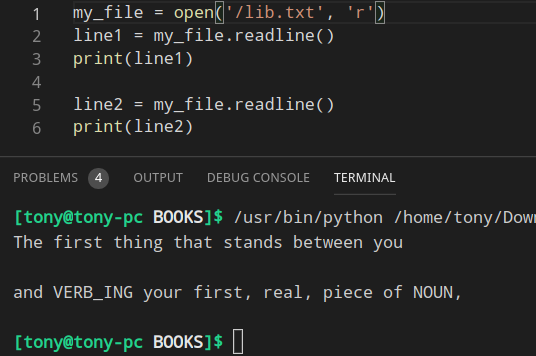 1 my_file = open('/lib.txt', 'r')
2 line1 = my_file.readline()
3 print(line1)
4
5 line2 = my_file.readline()
6 print(line2)
PROBLEMS 4 OUTPUT DEBUG CONSOLE TERMINAL
[tony@tony-pc BOOKS]$ /usr/bin/python /home/tony/Dow
The first thing that stands between you
and VERB_ING your first, real, piece of NOUN,
[tony@tony-pc BOOKS]$